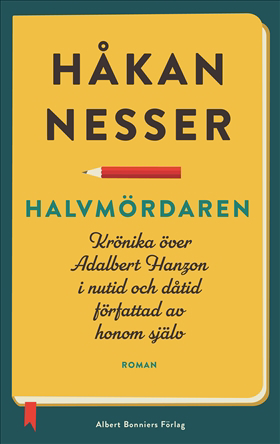 HÅKAN
NESSER
HALVMÖRDAREN
Krönika över
Adalbert Hanzon
i nutid och dåtid
författad av
honom själv
ROMAN
Albert Bonniers Förlag